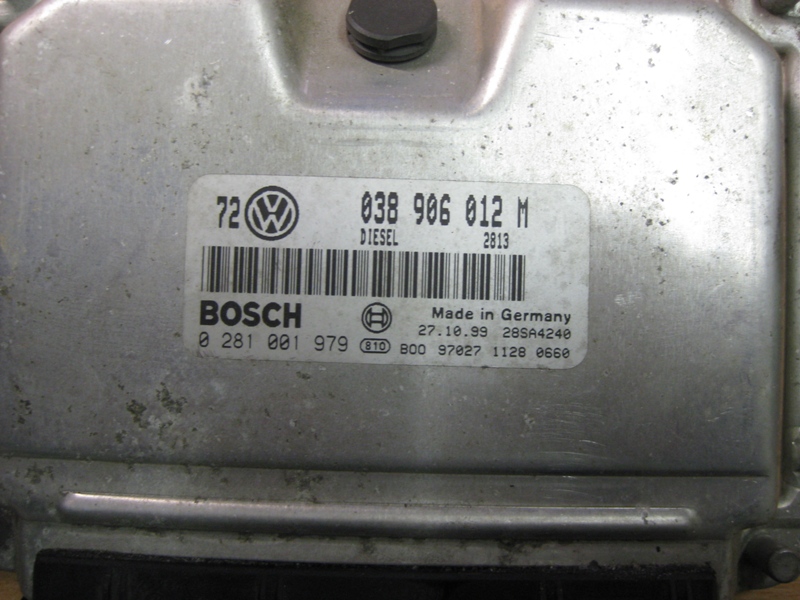 72 VW 038 906 012 M
DIESEL 2813
BOSCH Made in Germany
27.10.99 28SA4240
0 281 001 979 810 B00 97027 1128 0660